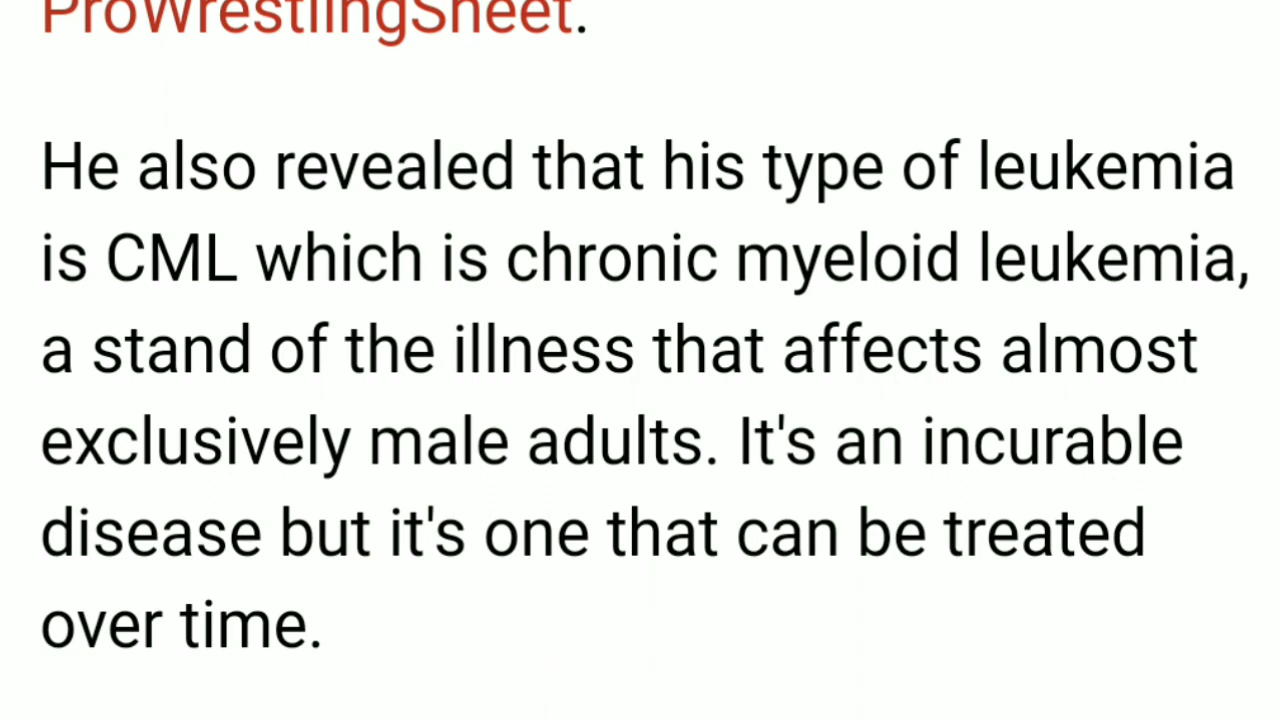 ProWrestlingSheet.
He also revealed that his type of leukemia
is CML which is chronic myeloid leukemia,
a stand of the illness that affects almost
exclusively male adults. It's an incurable
disease but it's one that can be treated
over time.